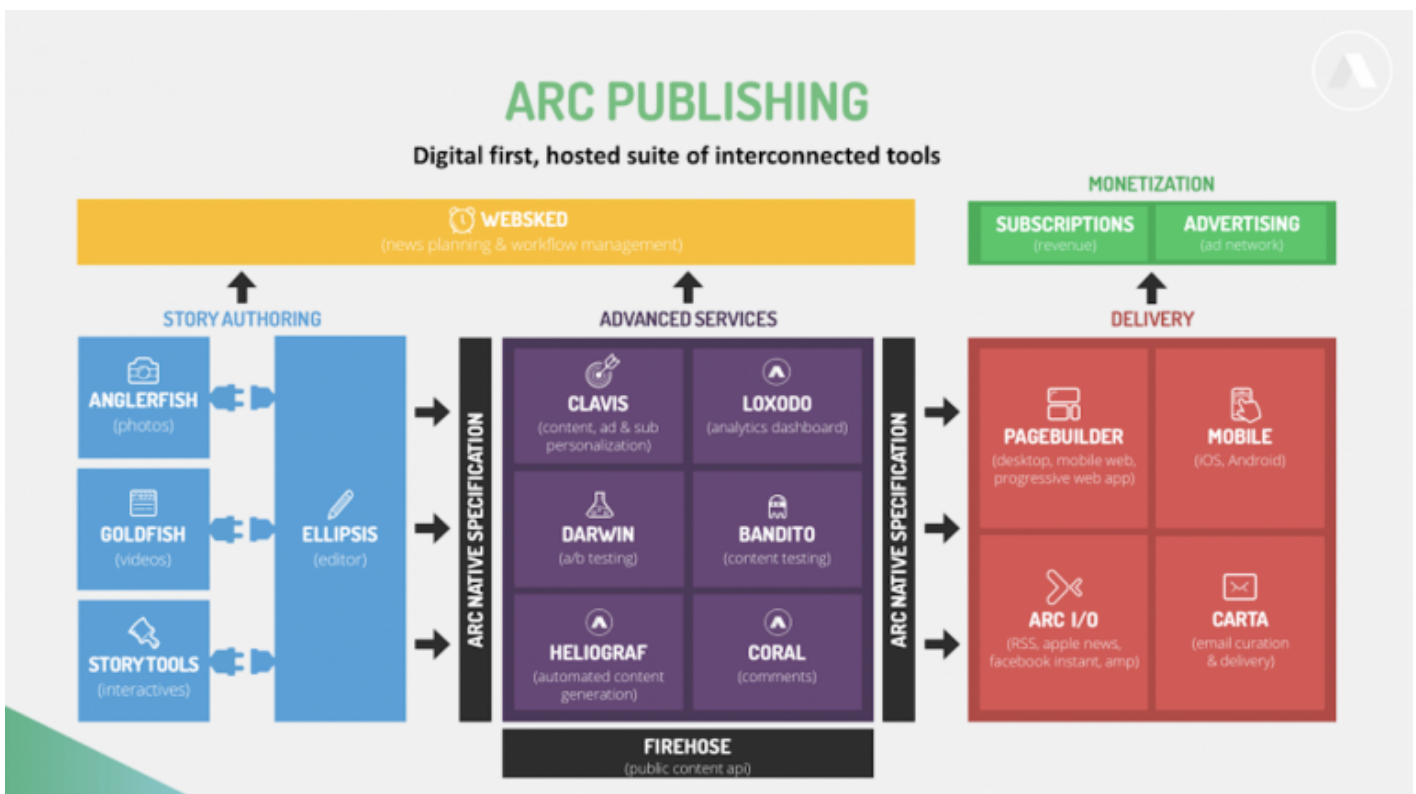 ARC PUBLISHING
Digital first, hosted suite of interconnected tools
WEBSKED
(news planning & workflow management)
MONETIZATION
SUBSCRIPTIONS
(revenue)
ADVERTISING
(ad network)
STORY AUTHORING
ANGLERFISH
(photos)
GOLDFISH
(videos)
STORYTOOLS
(interactives)
ELLIPSIS
(editor)
ARC NATIVE SPECIFICATION
ADVANCED SERVICES
CLAVIS
(content, ad & sub
personalization)
LOXODO
(analytics dashboard)
DARWIN
(a/b testing)
BANDITO
(content testing)
HELIOGRAF
(automated content
generation)
CORAL
(comments)
FIREHOSE
(public content api)
ARC NATIVE SPECIFICATION
DELIVERY
PAGEBUILDER
(desktop, mobile web,
progressive web app)
MOBILE
(iOS, Android)
ARC I/O
(RSS, apple news,
facebook instant, amp)
CARTA
(email curation
& delivery)